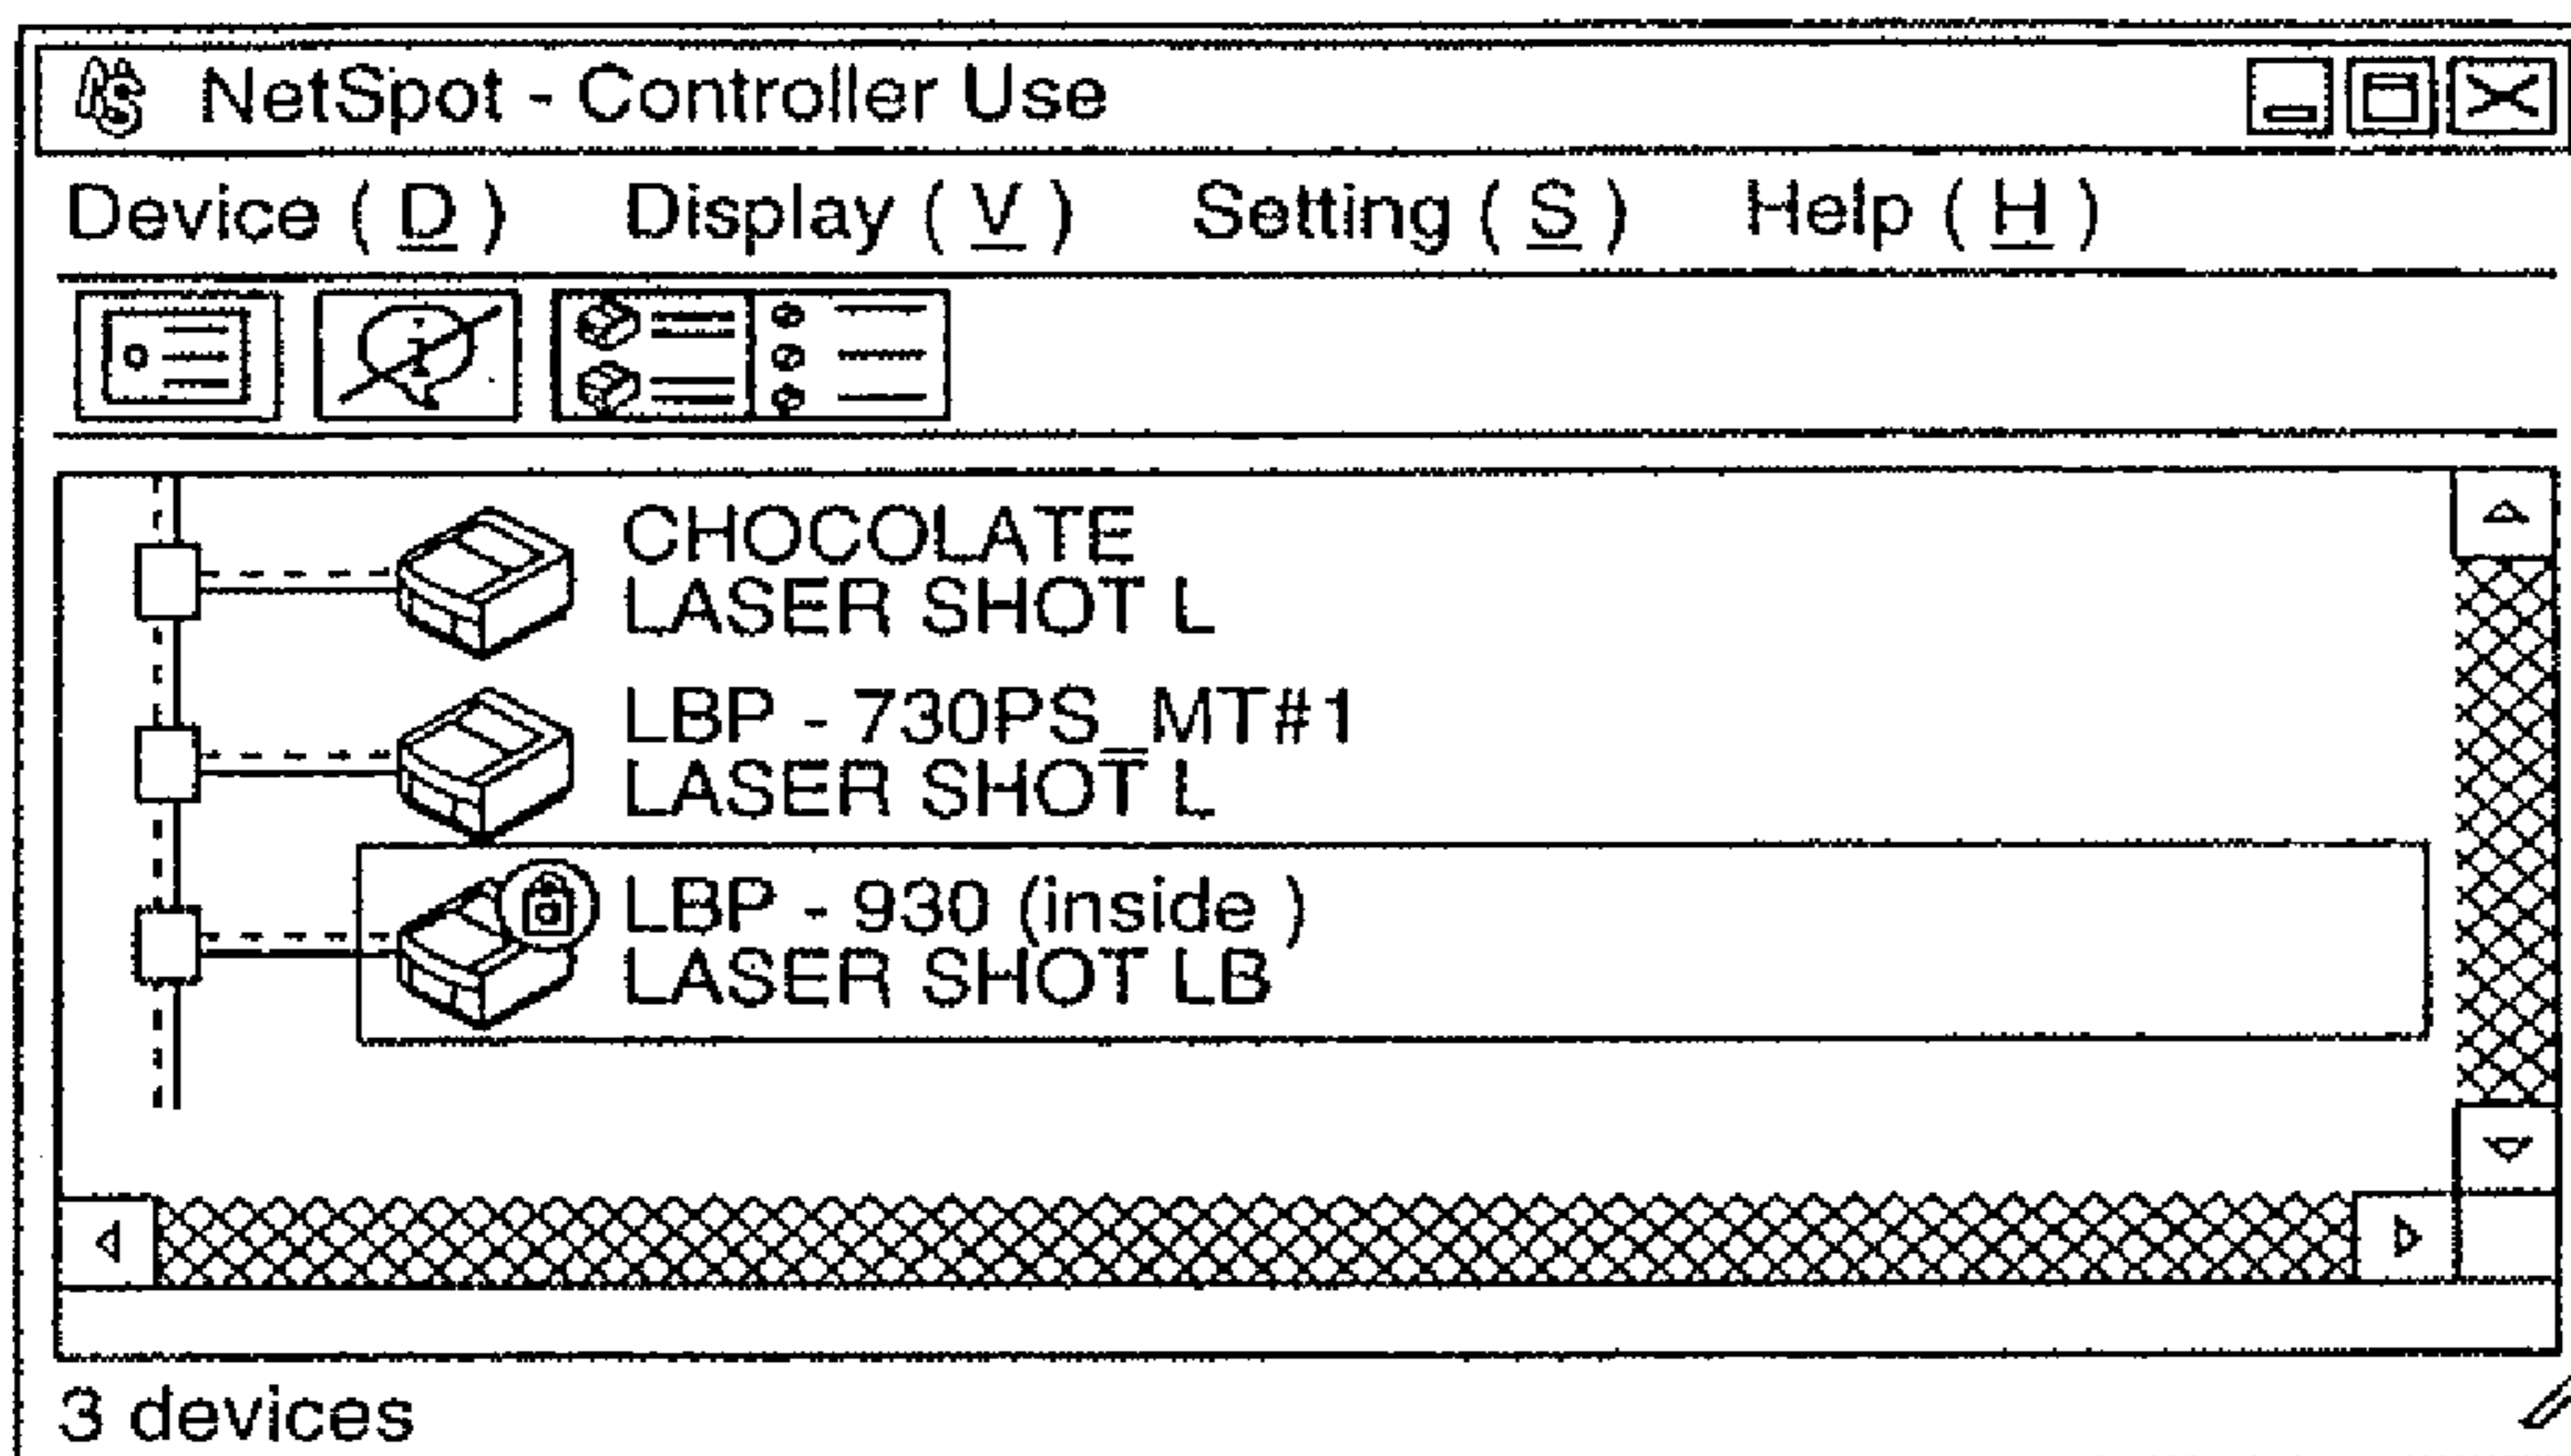 NetSpot - Controller Use
Device ( D ) Display ( V ) Setting ( S ) Help ( H )
CHOCOLATE
LASER SHOT L
LBP - 730PS_MT#1
LASER SHOT L
LBP - 930 (inside )
LASER SHOT LB
3 devices